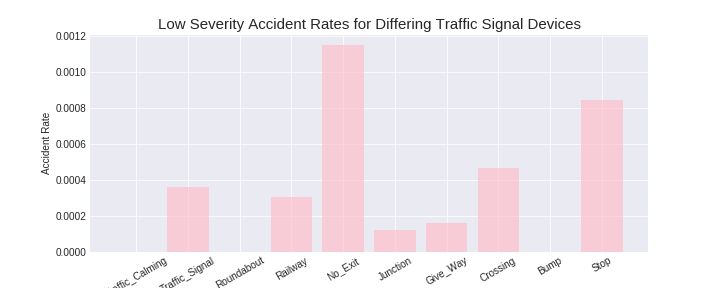 Low Severity Accident Rates for Differing Traffic Signal Devices
Accident Rate
0.0012
0.0010
0.0008
0.0006
0.0004
0.0002
0.0000
affic_Calming
Traffic_Signal
Roundabout
Railway
No_Exit
Junction
Give_Way
Crossing
Bump
Stop